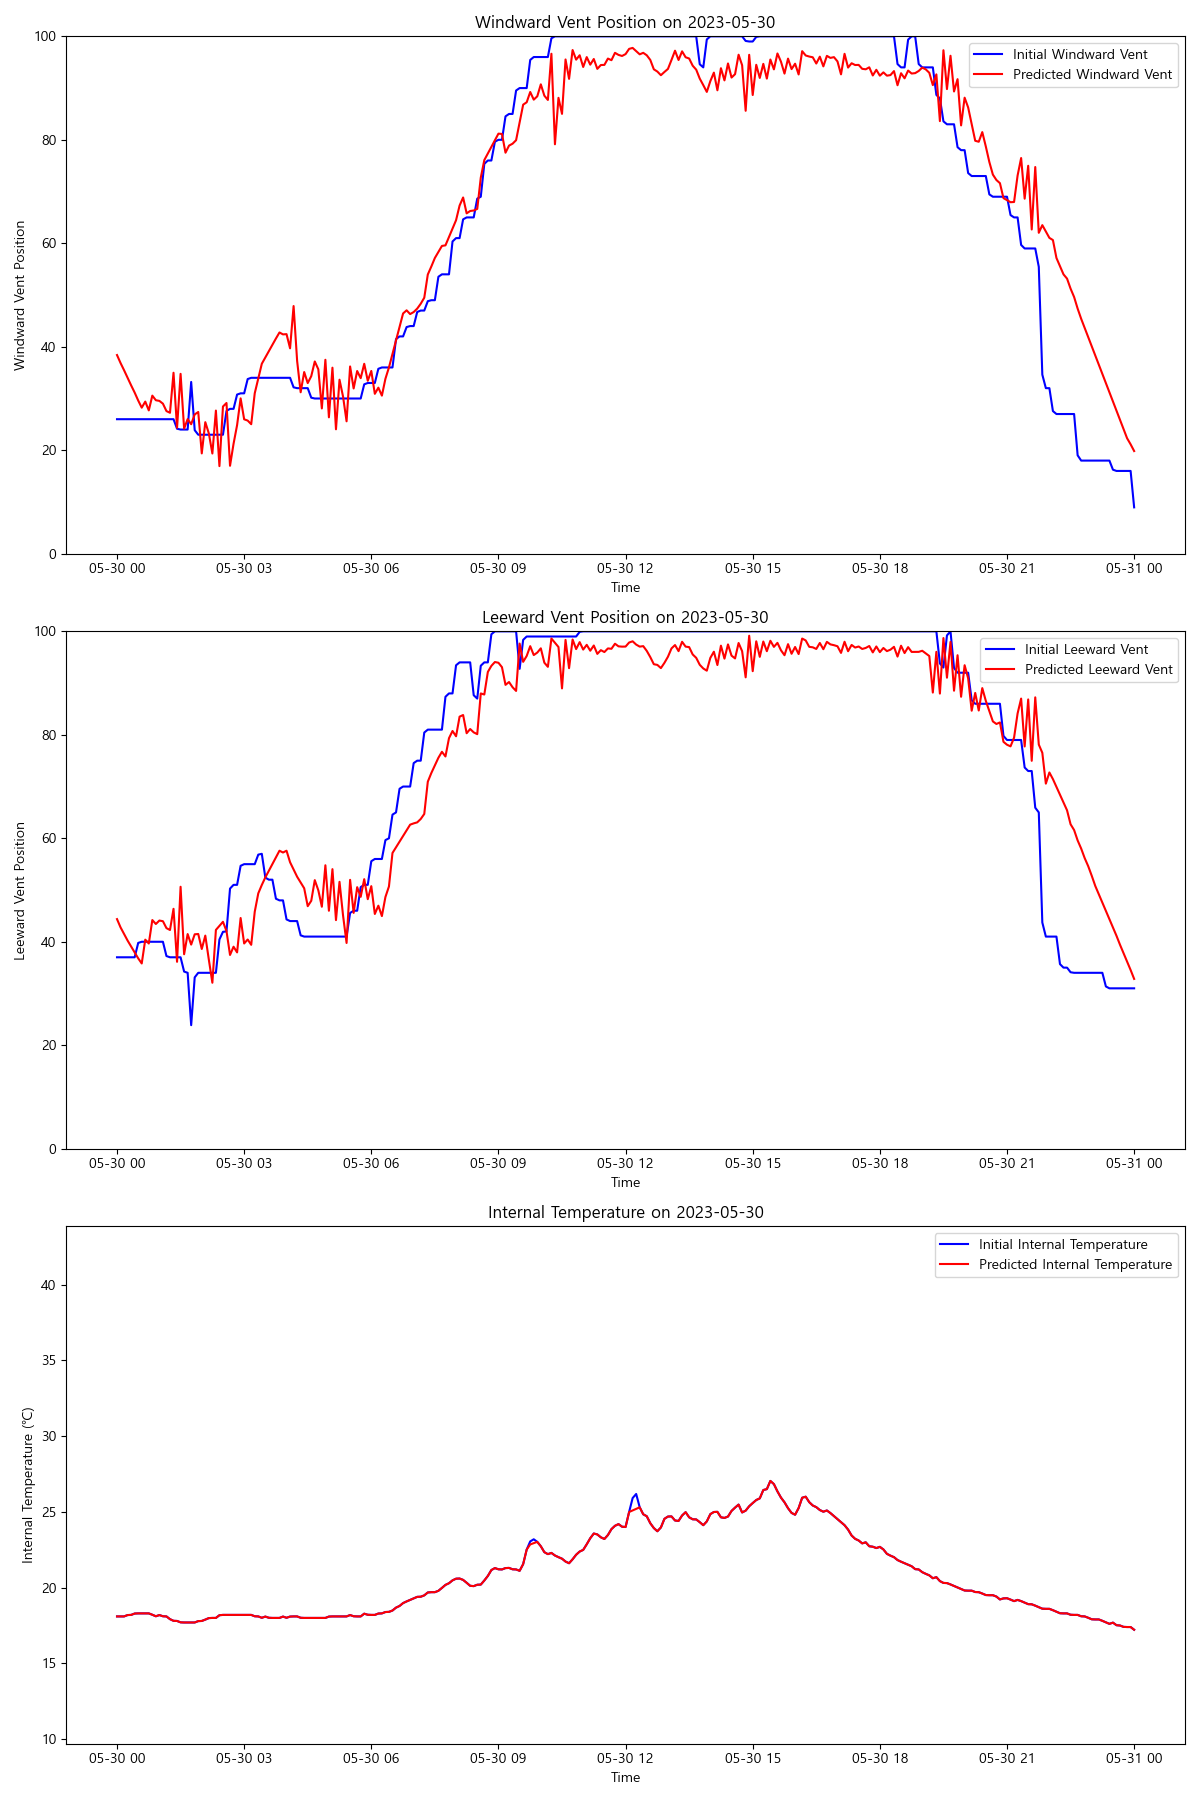 Windward Vent Position on 2023-05-30
100
80
60
40
20
0
Windward Vent Position
Initial Windward Vent
Predicted Windward Vent
05-30 00 05-30 03 05-30 06 05-30 09 05-30 12 05-30 15 05-30 18 05-30 21 05-31 00
Time
Leeward Vent Position on 2023-05-30
100
80
60
40
20
0
Leeward Vent Position
Initial Leeward Vent
Predicted Leeward Vent
05-30 00 05-30 03 05-30 06 05-30 09 05-30 12 05-30 15 05-30 18 05-30 21 05-31 00
Time
Internal Temperature on 2023-05-30
40
35
30
25
20
15
10
Internal Temperature (℃)
Initial Internal Temperature
Predicted Internal Temperature
05-30 00 05-30 03 05-30 06 05-30 09 05-30 12 05-30 15 05-30 18 05-30 21 05-31 00
Time